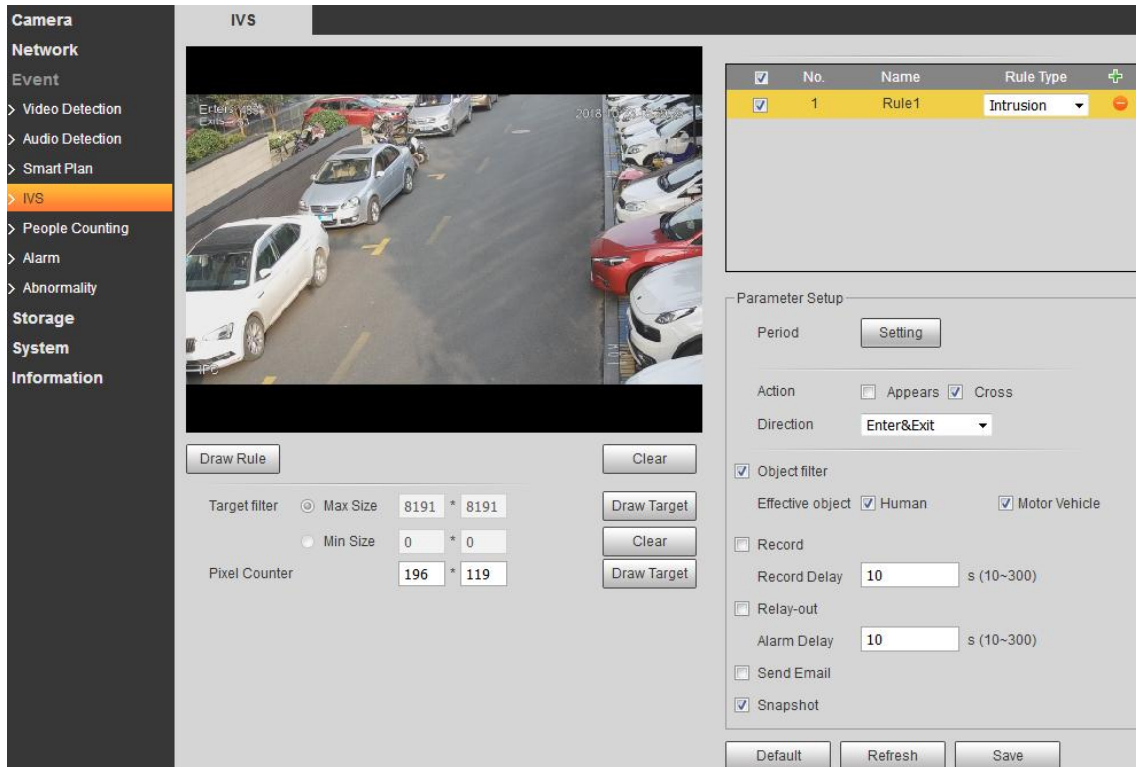 Camera
Network
Event
Video Detection
Audio Detection
Smart Plan
IVS
People Counting
Alarm
Abnormality
Storage
System
Information
IVS
IPC
Draw Rule
Clear
Target filter Max Size 8191 * 8191 Draw Target
Min Size 0 * 0 Clear
Pixel Counter 196 * 119 Draw Target
No. Name Rule Type
1 Rule1 Intrusion
Parameter Setup
Period Setting
Action Appears Cross
Direction Enter&Exit
Object filter
Effective object Human Motor Vehicle
Record
Record Delay 10 s (10~300)
Relay-out
Alarm Delay 10 s (10~300)
Send Email
Snapshot
Default Refresh Save